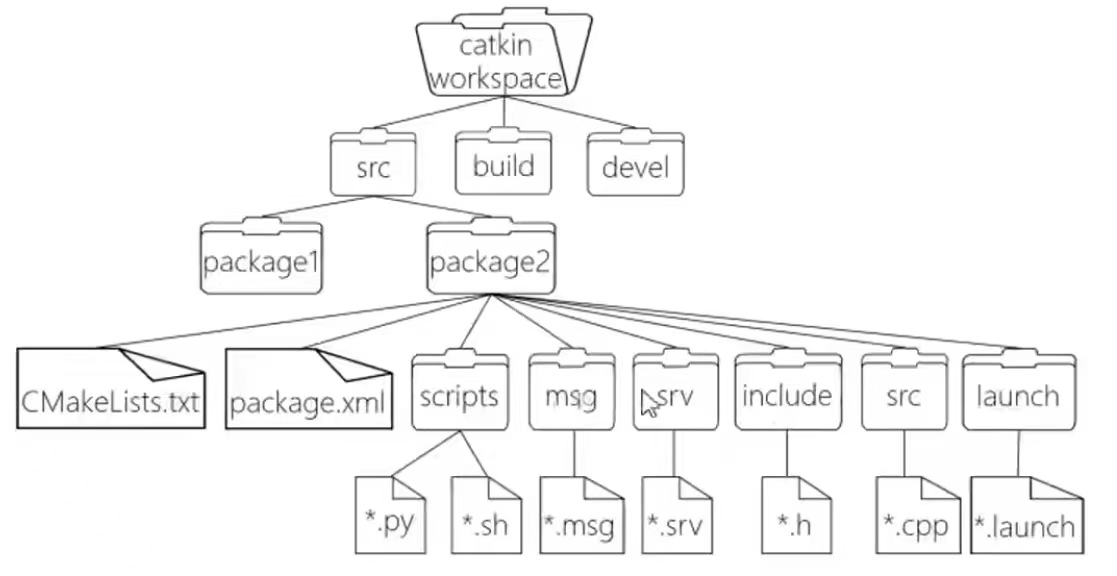 catkin
workspace
src
build
devel
package1
package2
CMakeLists.txt
package.xml
scripts
msg
srv
include
src
launch
*.py
*.sh
*.msg
*.srv
*.h
*.cpp
*.launch